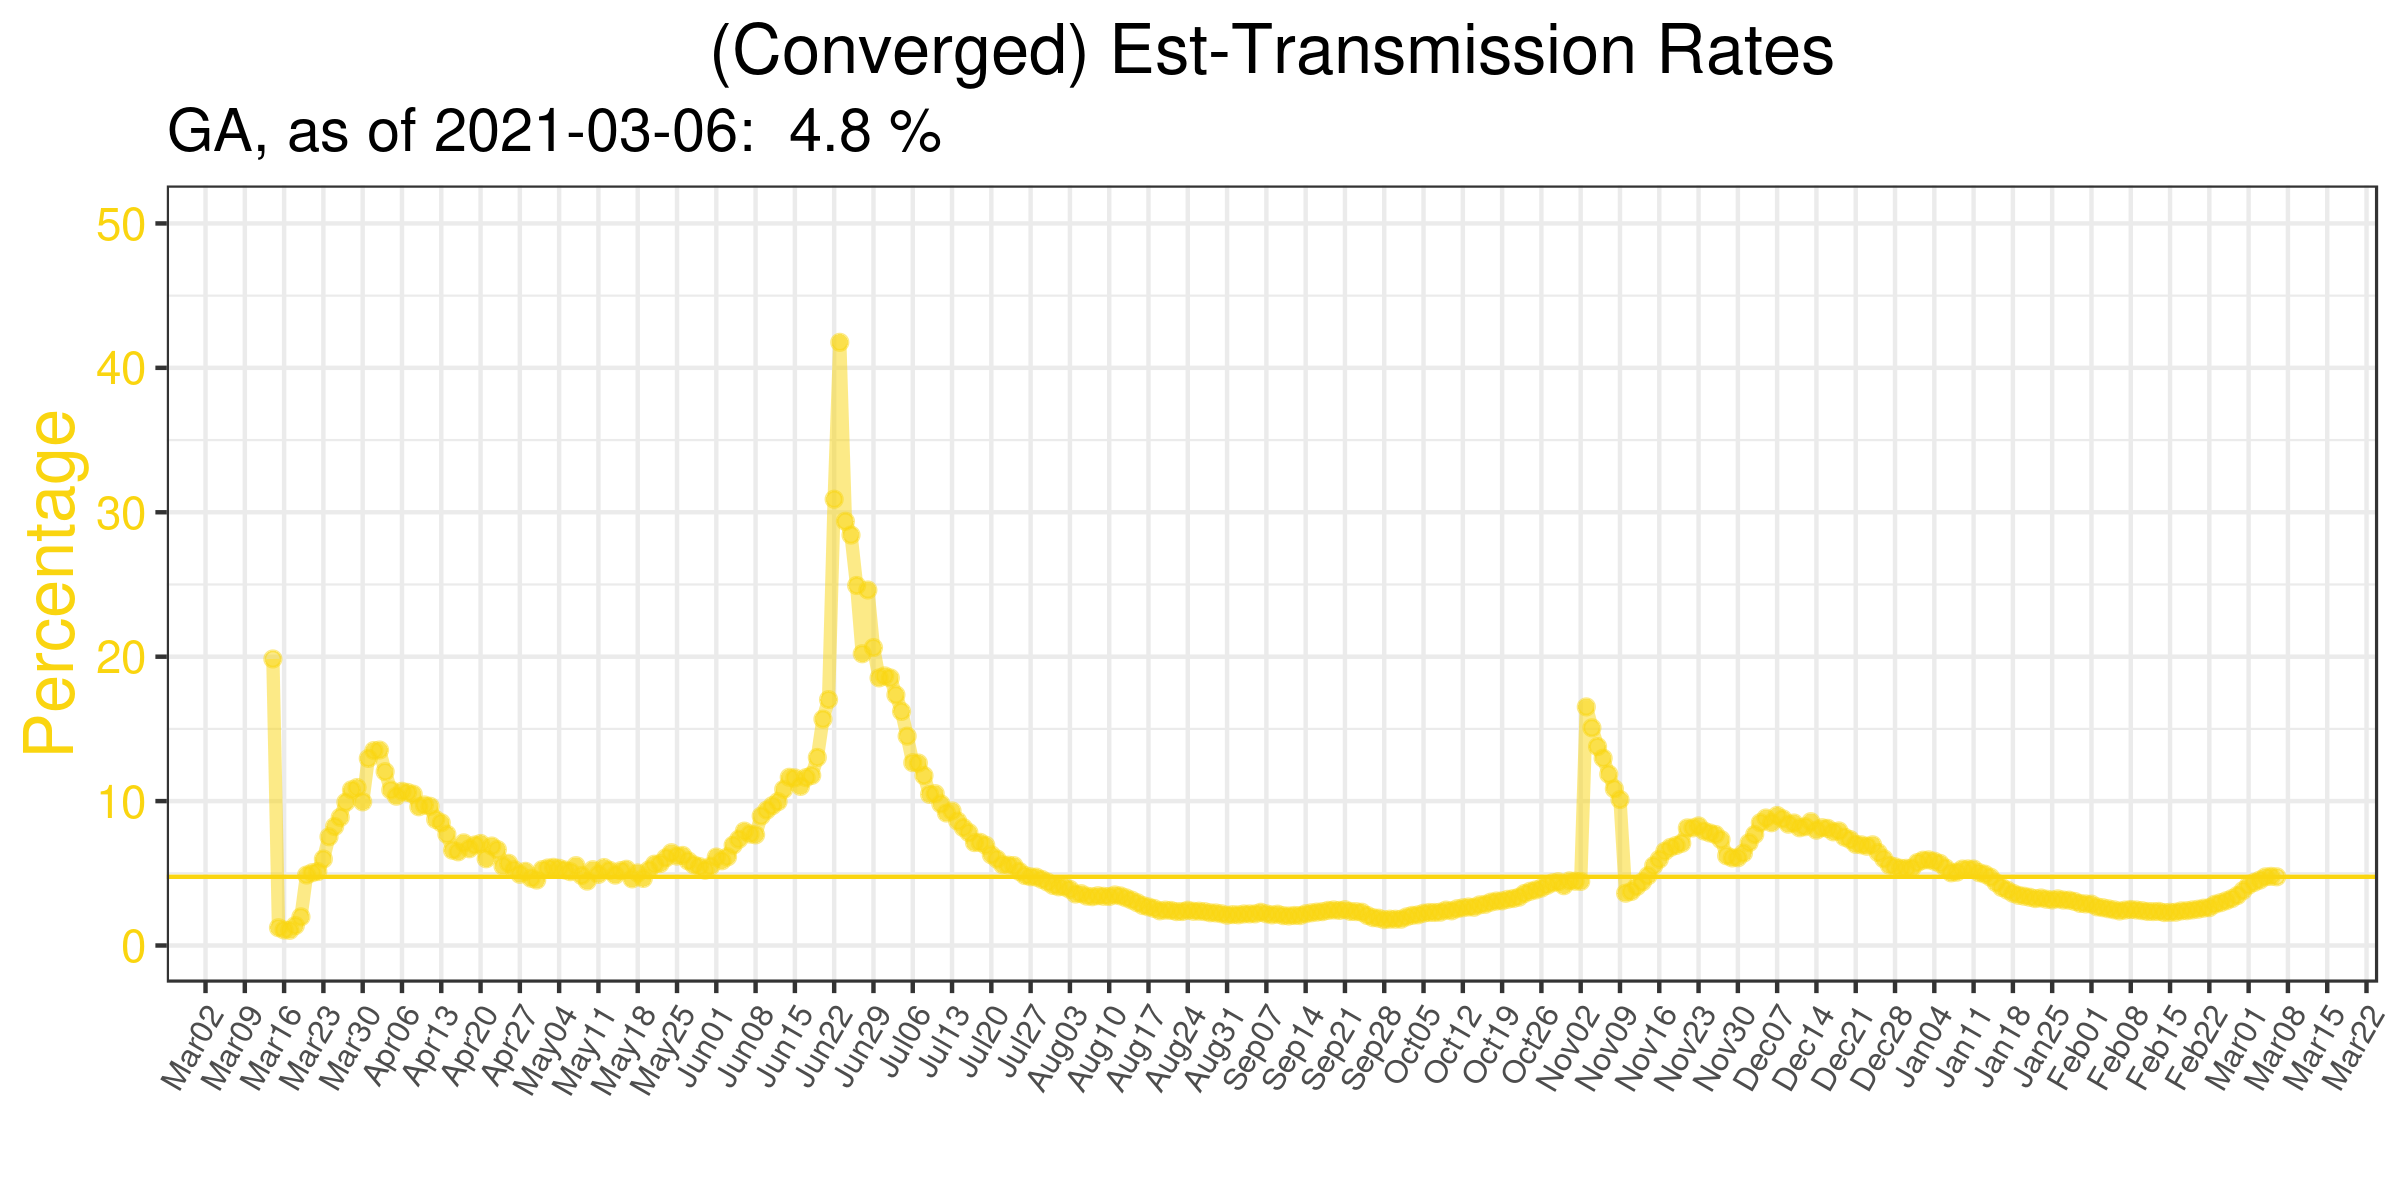 (Converged) Est-Transmission Rates
GA, as of 2021-03-06:  4.8 %
Percentage
50
40
30
20
10
0
Mar02
Mar09
Mar16
Mar23
Mar30
Apr06
Apr13
Apr20
Apr27
May04
May11
May18
May25
Jun01
Jun08
Jun15
Jun22
Jun29
Jul06
Jul13
Jul20
Jul27
Aug03
Aug10
Aug17
Aug24
Aug31
Sep07
Sep14
Sep21
Sep28
Oct05
Oct12
Oct19
Oct26
Nov02
Nov09
Nov16
Nov23
Nov30
Dec07
Dec14
Dec21
Dec28
Jan04
Jan11
Jan18
Jan25
Feb01
Feb08
Feb15
Feb22
Mar01
Mar08
Mar15
Mar22